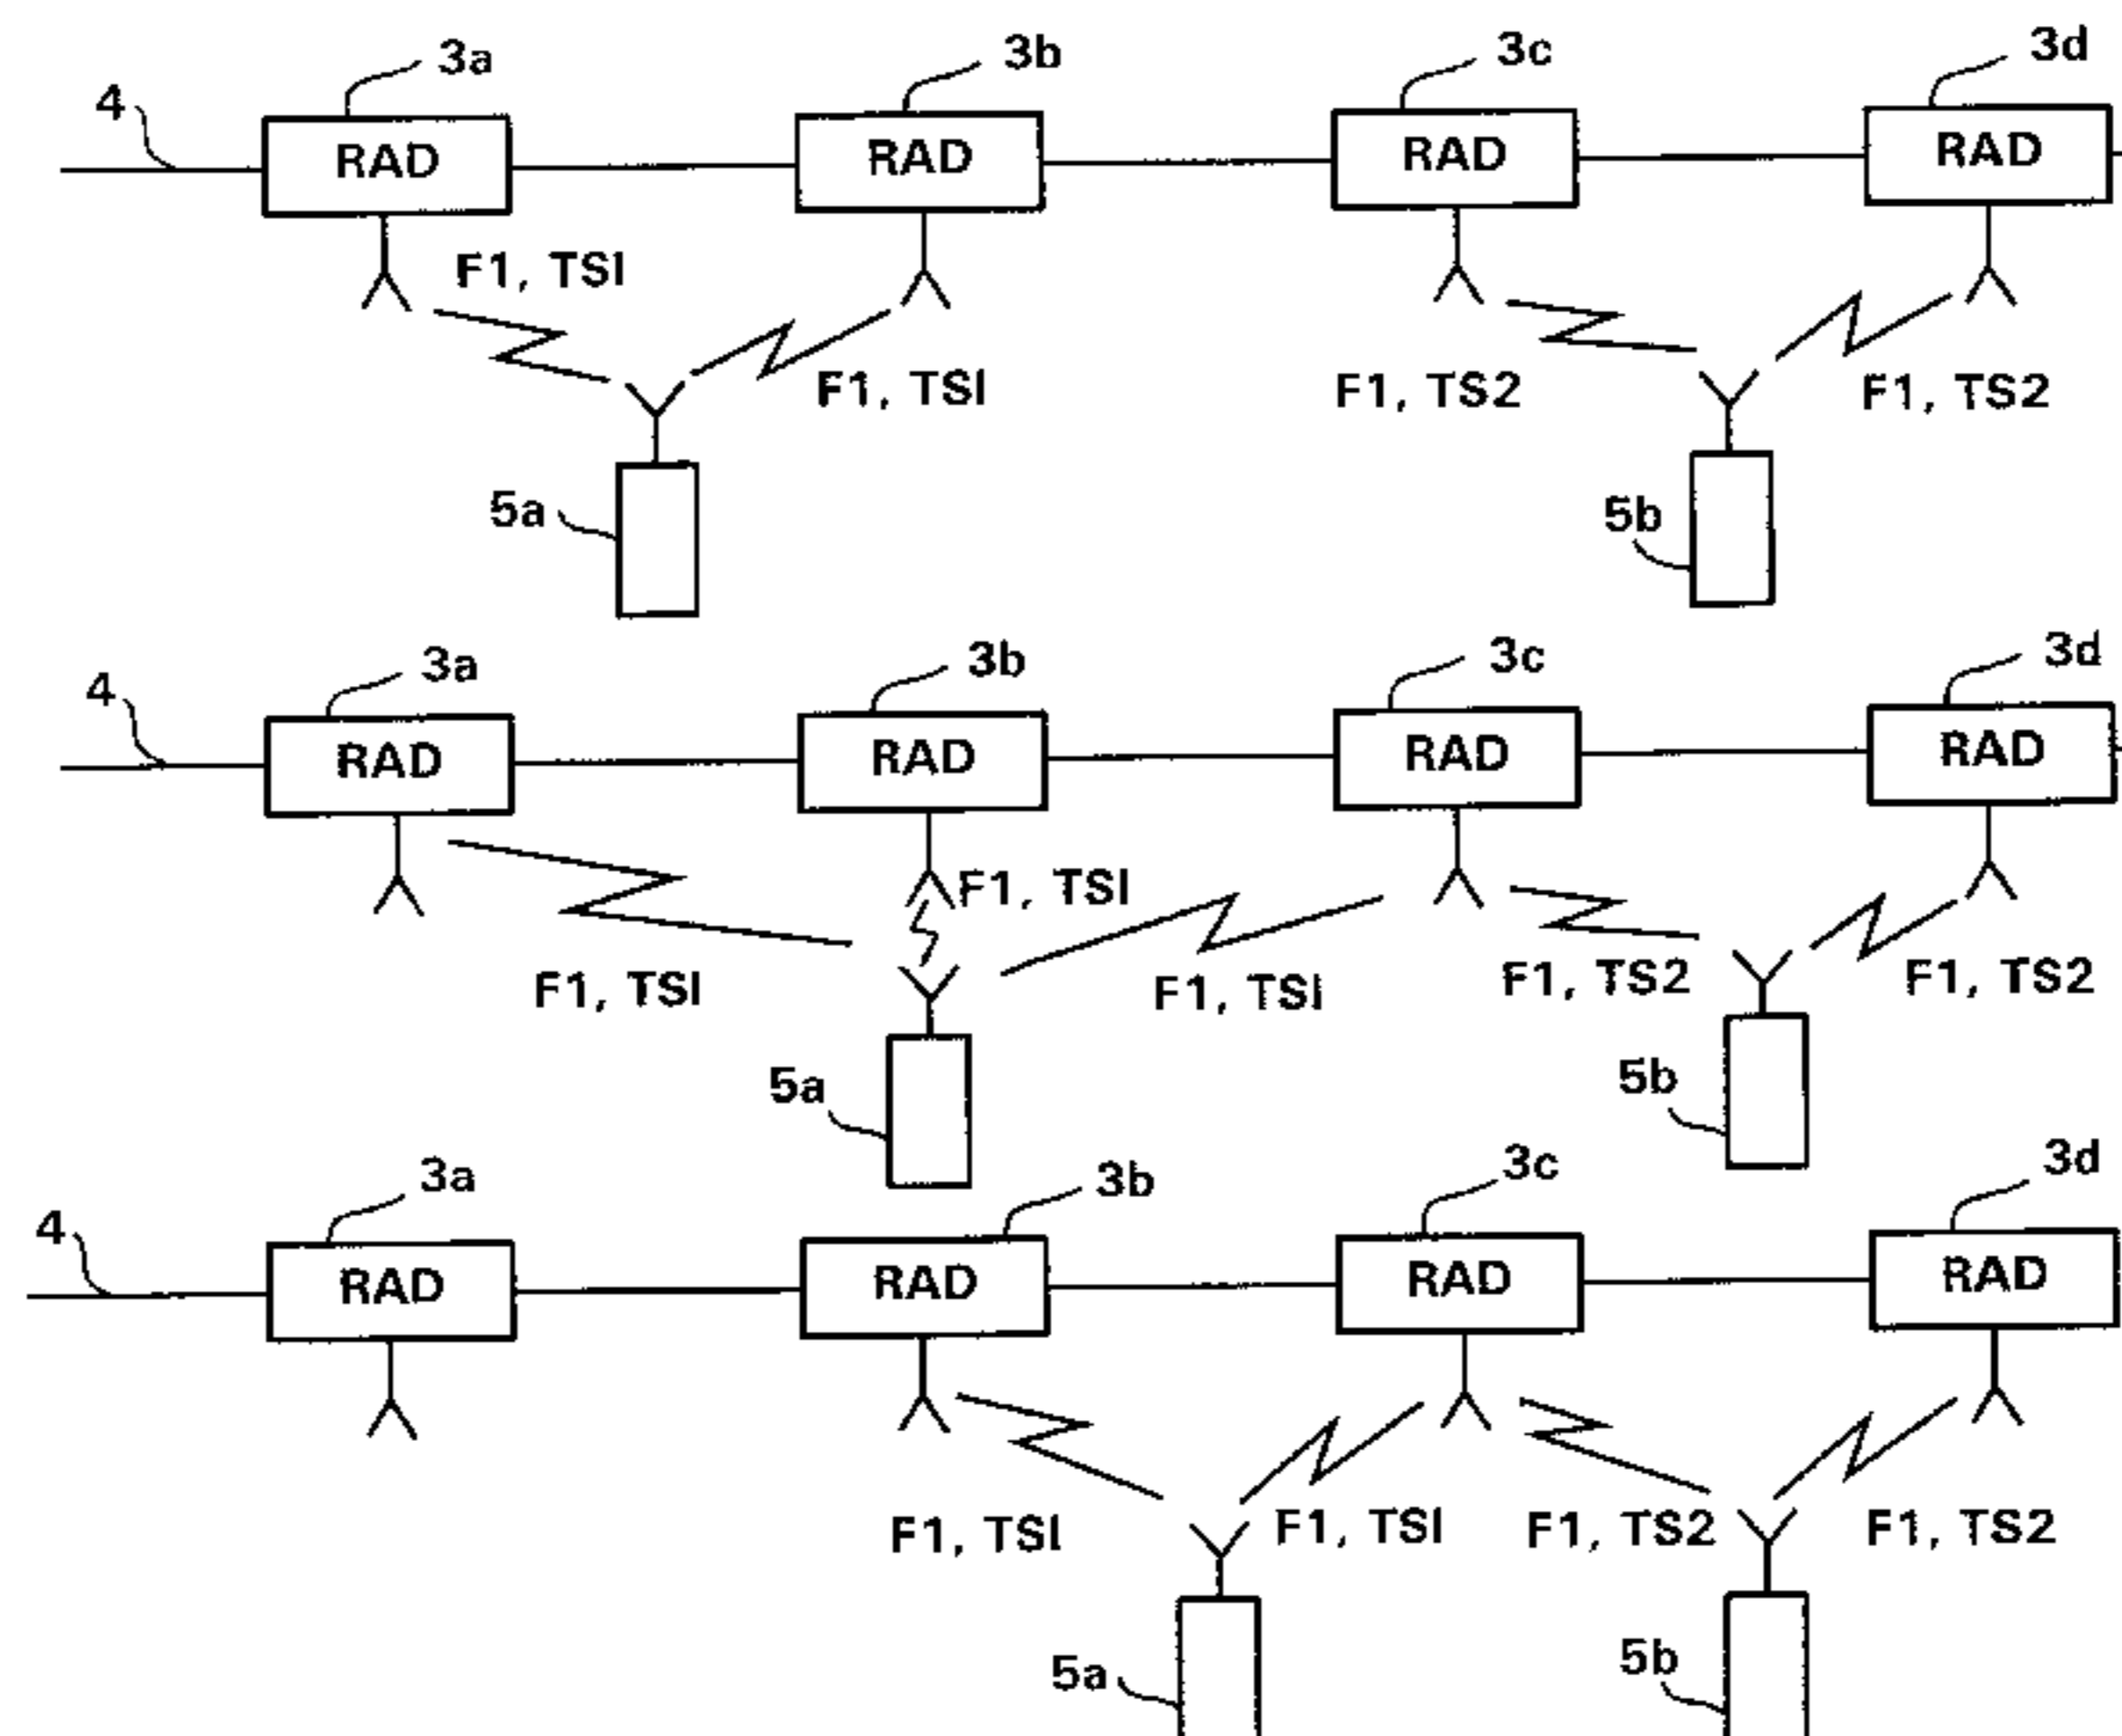 3a 3b 3c 3d
4
RAD RAD RAD RAD
F1, TSI
F1, TSI F1, TS2 F1, TS2
5a 5b
3a 3b 3c 3d
4
RAD RAD RAD RAD
F1, TSI
F1, TSI F1, TSI F1, TS2 F1, TS2
5a 5b
3a 3b 3c 3d
4
RAD RAD RAD RAD
F1, TSI F1, TSI F1, TS2 F1, TS2
5a 5b